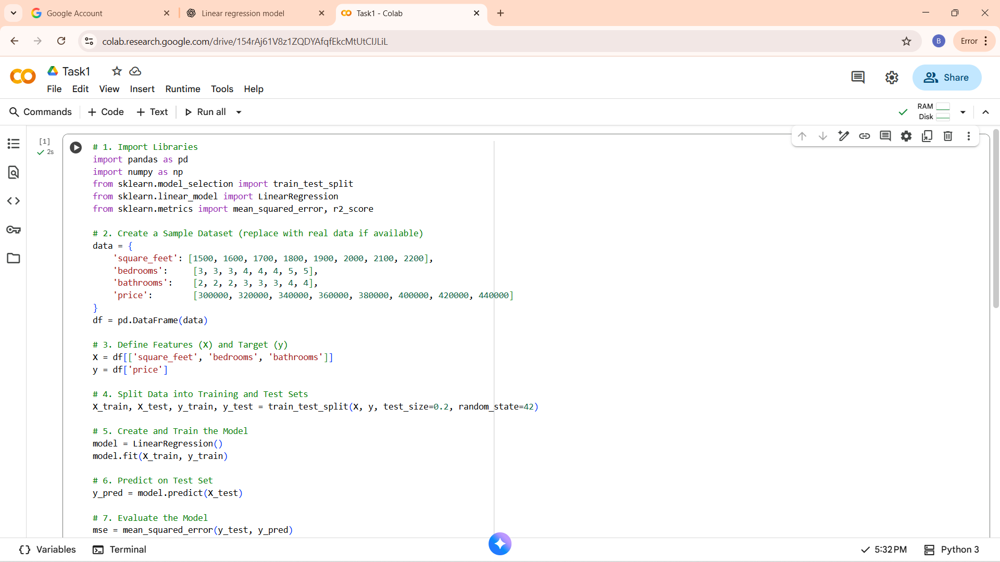 Google Account
Linear regression model
Task1 - Colab
colab.research.google.com/drive/154rAj61V8z1ZQDYAfqfEkcMtUtClJLiL
B
Error
Task1
File Edit View Insert Runtime Tools Help
Share
Commands + Code + Text Run all
RAM
Disk
[1]
2s
# 1. Import Libraries
import pandas as pd
import numpy as np
from sklearn.model_selection import train_test_split
from sklearn.linear_model import LinearRegression
from sklearn.metrics import mean_squared_error, r2_score
# 2. Create a Sample Dataset (replace with real data if available)
data = {
'square_feet': [1500, 1600, 1700, 1800, 1900, 2000, 2100, 2200],
'bedrooms': [3, 3, 3, 4, 4, 4, 5, 5],
'bathrooms': [2, 2, 2, 3, 3, 3, 4, 4],
'price': [300000, 320000, 340000, 360000, 380000, 400000, 420000, 440000]
}
df = pd.DataFrame(data)
# 3. Define Features (X) and Target (y)
X = df[['square_feet', 'bedrooms', 'bathrooms']]
y = df['price']
# 4. Split Data into Training and Test Sets
X_train, X_test, y_train, y_test = train_test_split(X, y, test_size=0.2, random_state=42)
# 5. Create and Train the Model
model = LinearRegression()
model.fit(X_train, y_train)
# 6. Predict on Test Set
y_pred = model.predict(X_test)
# 7. Evaluate the Model
mse = mean_squared_error(y_test, y_pred)
{} Variables Terminal
5:32 PM Python 3